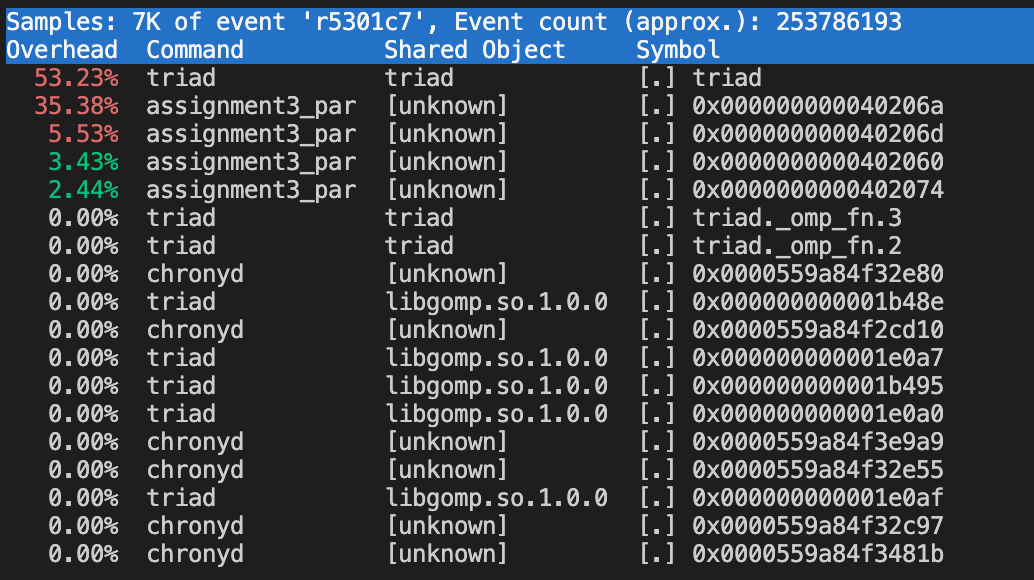 Samples: 7K of event 'r5301c7', Event count (approx.): 253786193
Overhead  Command          Shared Object     Symbol
53.23%  triad            triad             [.] triad
35.38%  assignment3_par  [unknown]         [.] 0x000000000040206a
5.53%  assignment3_par  [unknown]         [.] 0x000000000040206d
3.43%  assignment3_par  [unknown]         [.] 0x0000000000402060
2.44%  assignment3_par  [unknown]         [.] 0x0000000000402074
0.00%  triad            triad             [.] triad._omp_fn.3
0.00%  triad            triad             [.] triad._omp_fn.2
0.00%  chronyd          [unknown]         [.] 0x0000559a84f32e80
0.00%  triad            libgomp.so.1.0.0  [.] 0x000000000001b48e
0.00%  chronyd          [unknown]         [.] 0x0000559a84f2cd10
0.00%  triad            libgomp.so.1.0.0  [.] 0x000000000001e0a7
0.00%  triad            libgomp.so.1.0.0  [.] 0x000000000001b495
0.00%  triad            libgomp.so.1.0.0  [.] 0x000000000001e0a0
0.00%  chronyd          [unknown]         [.] 0x0000559a84f3e9a9
0.00%  chronyd          [unknown]         [.] 0x0000559a84f32e55
0.00%  triad            libgomp.so.1.0.0  [.] 0x000000000001e0af
0.00%  chronyd          [unknown]         [.] 0x0000559a84f32c97
0.00%  chronyd          [unknown]         [.] 0x0000559a84f3481b